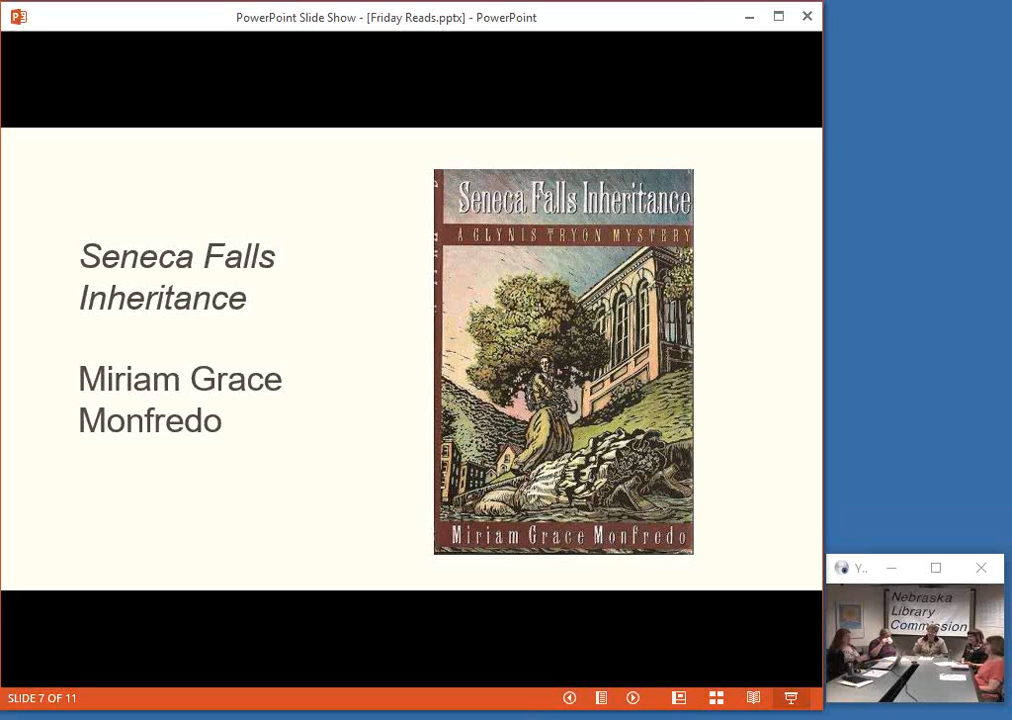 PowerPoint Slide Show - [Friday Reads.pptx] - PowerPoint
Seneca Falls
Inheritance
Miriam Grace
Monfredo
Seneca Falls Inheritance
A GLYNIS TRYON MYSTERY
Miriam Grace Monfredo
Y..
Nebraska
Library
Commission
SLIDE 7 OF 11